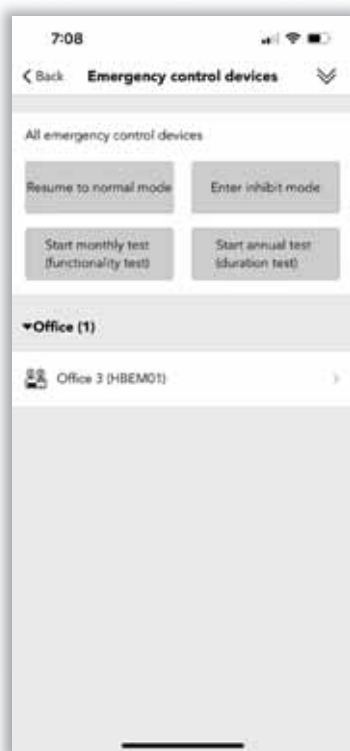 7:08
Back Emergency control devices
All emergency control devices
Resume to normal mode Enter inhibit mode
Start monthly test Start annual test
(functionality test) (duration test)
▾Office (1)
Office 3 (HBEM01)